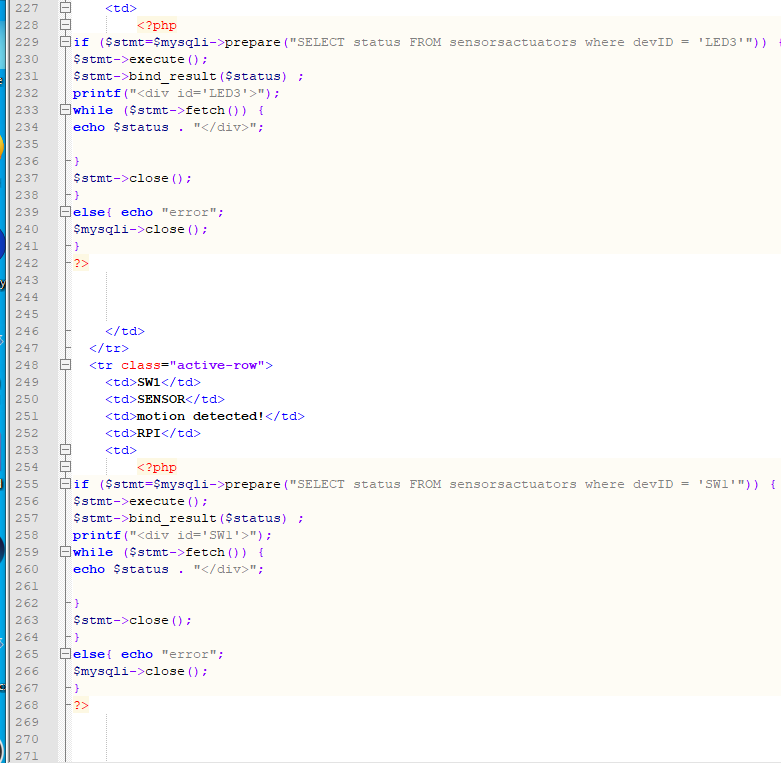 227 <td>
228 <?php
229 if ($stmt=$mysqli->prepare("SELECT status FROM sensorsactuators where devID = 'LED3'")) {
230 $stmt->execute();
231 $stmt->bind_result($status) ;
232 printf("<div id='LED3'>");
233 while ($stmt->fetch()) {
234 echo $status . "</div>";
235
236 }
237 $stmt->close();
238 }
239 else{ echo "error";
240 $mysqli->close();
241 }
242 ?>
243
244
245
246 </td>
247 </tr>
248 <tr class="active-row">
249 <td>SW1</td>
250 <td>SENSOR</td>
251 <td>motion detected!</td>
252 <td>RPI</td>
253 <td>
254 <?php
255 if ($stmt=$mysqli->prepare("SELECT status FROM sensorsactuators where devID = 'SW1'")) {
256 $stmt->execute();
257 $stmt->bind_result($status) ;
258 printf("<div id='SW1'>");
259 while ($stmt->fetch()) {
260 echo $status . "</div>";
261
262 }
263 $stmt->close();
264 }
265 else{ echo "error";
266 $mysqli->close();
267 }
268 ?>
269
270
271